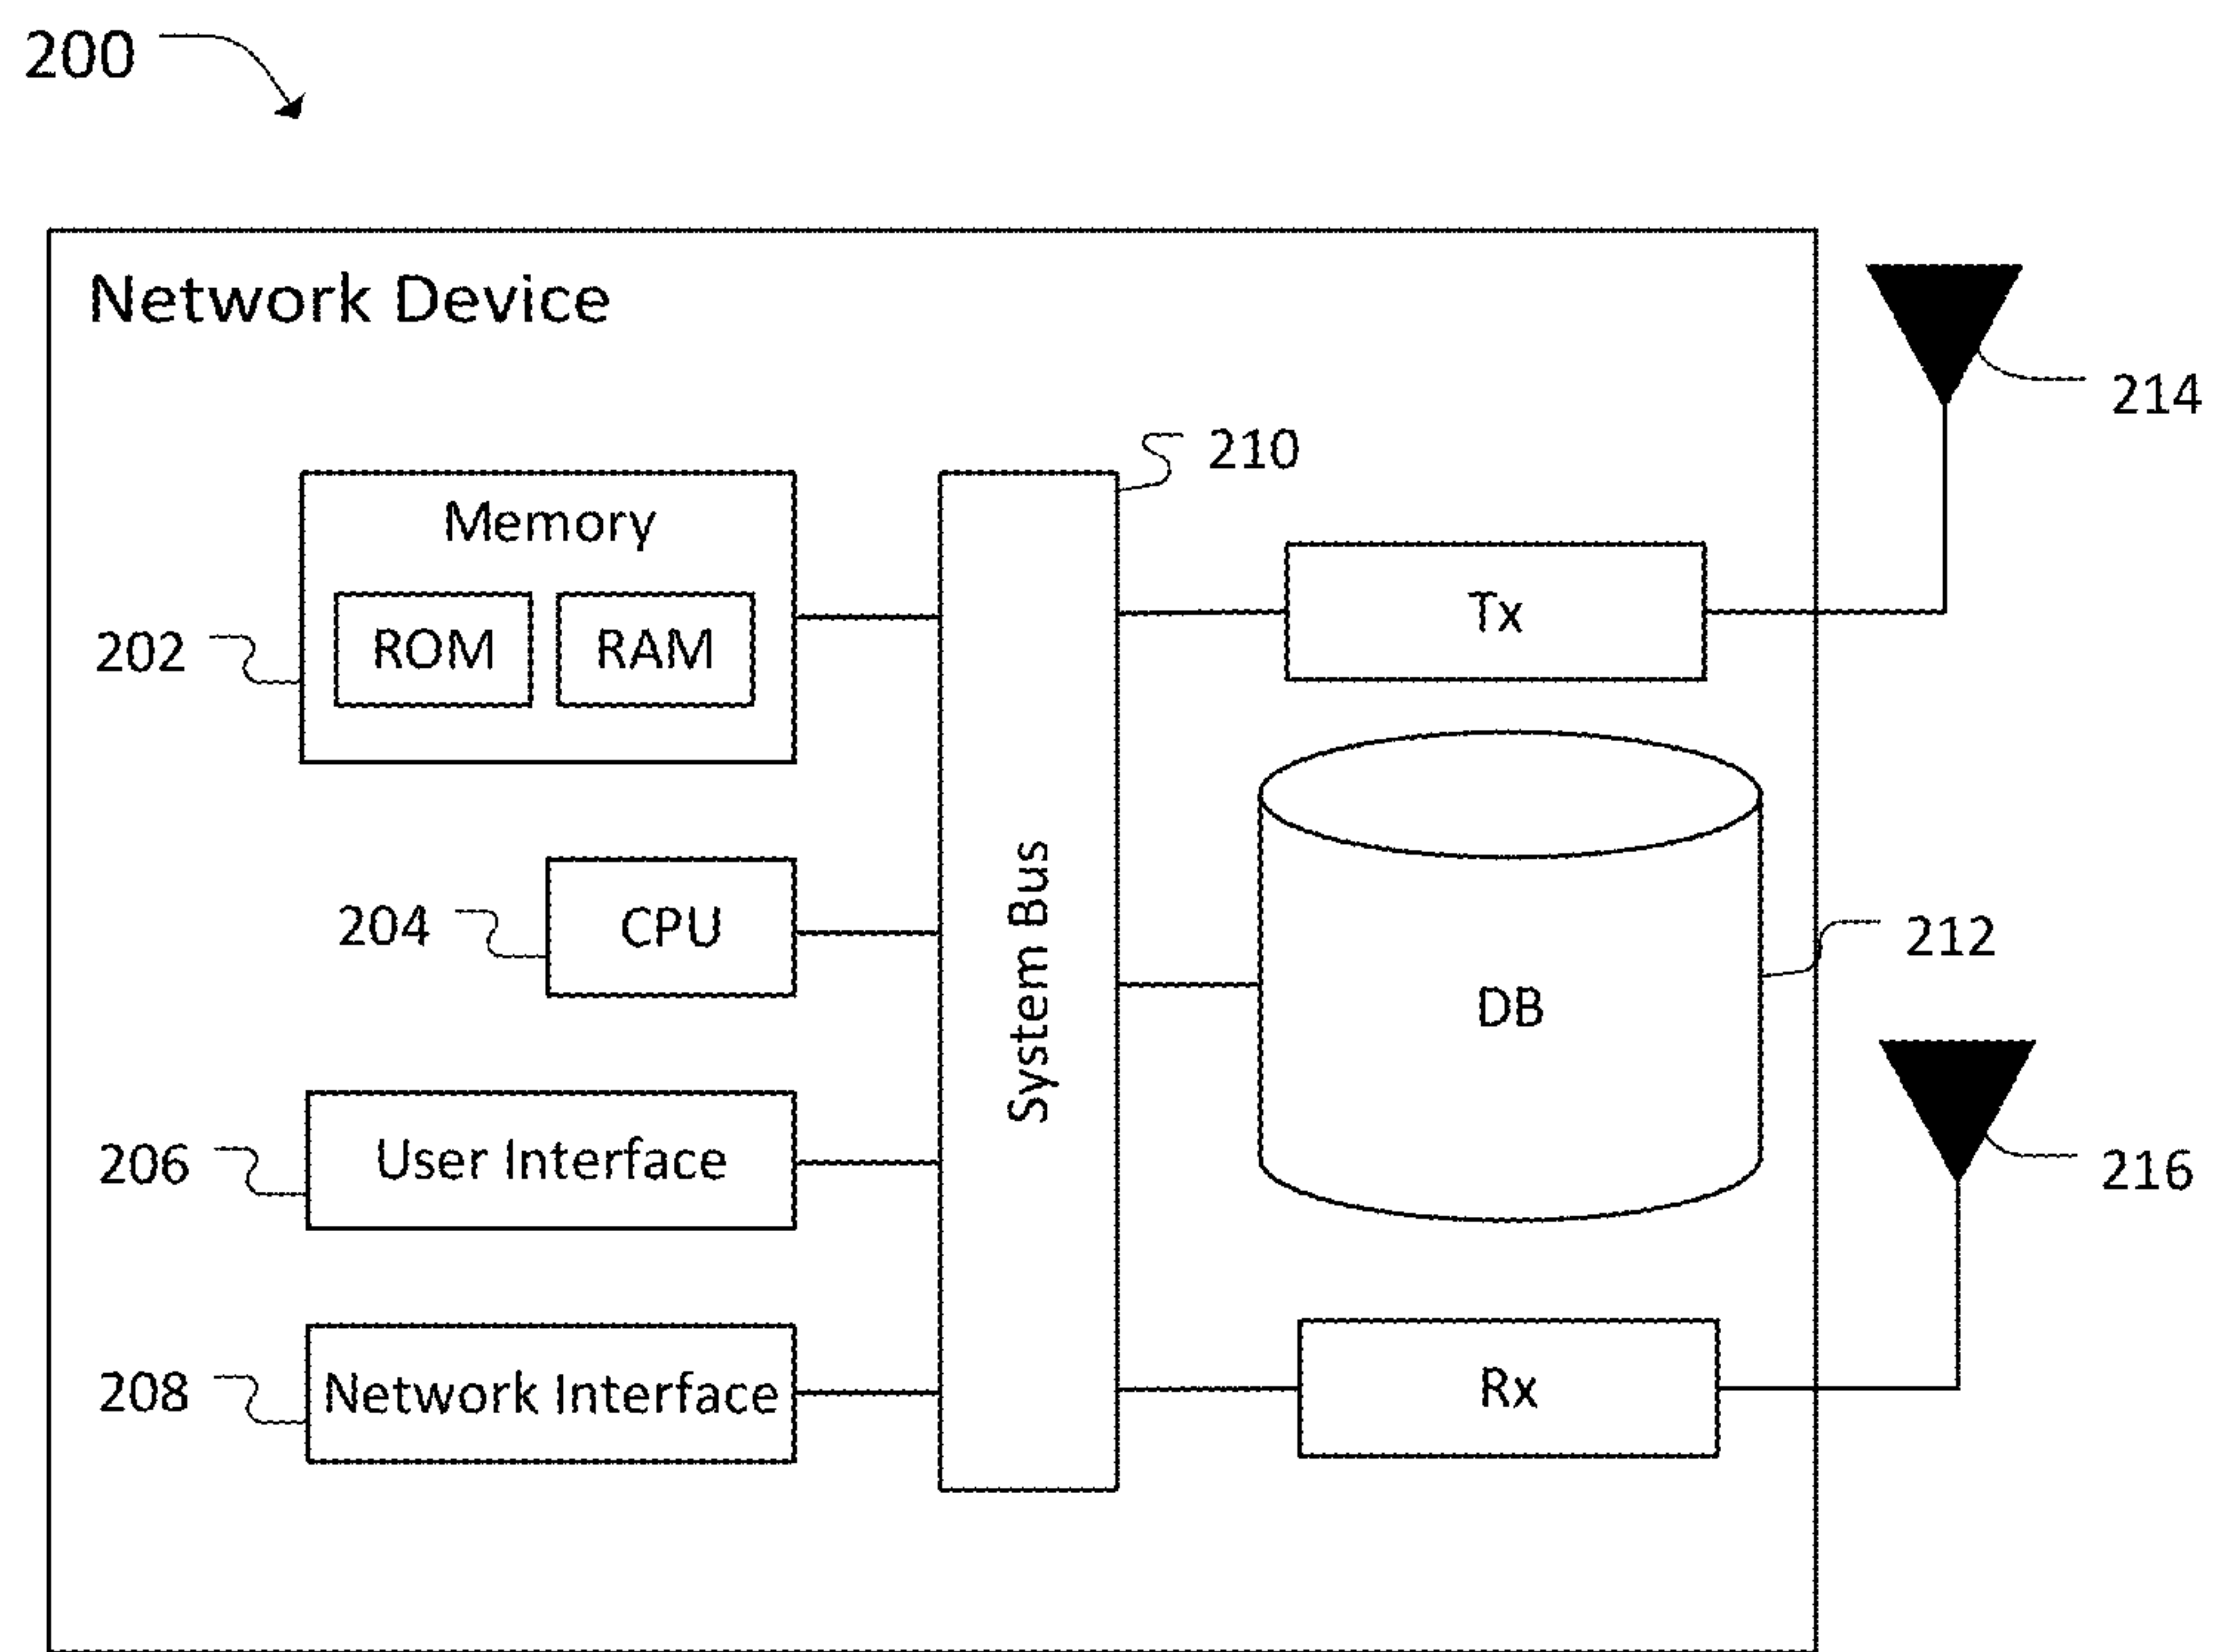 200
Network Device
214
210
Memory
Tx
202
ROM
RAM
204
CPU
System Bus
212
DB
206
User Interface
216
208
Network Interface
Rx